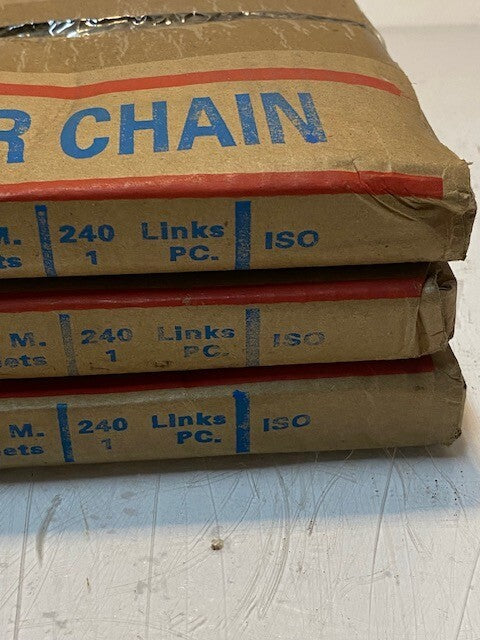 R CHAIN
M. 240 Links ISO
ets 1 PC.
M. 240 Links ISO
ets 1 PC.
M. 240 Links ISO
ets 1 PC.